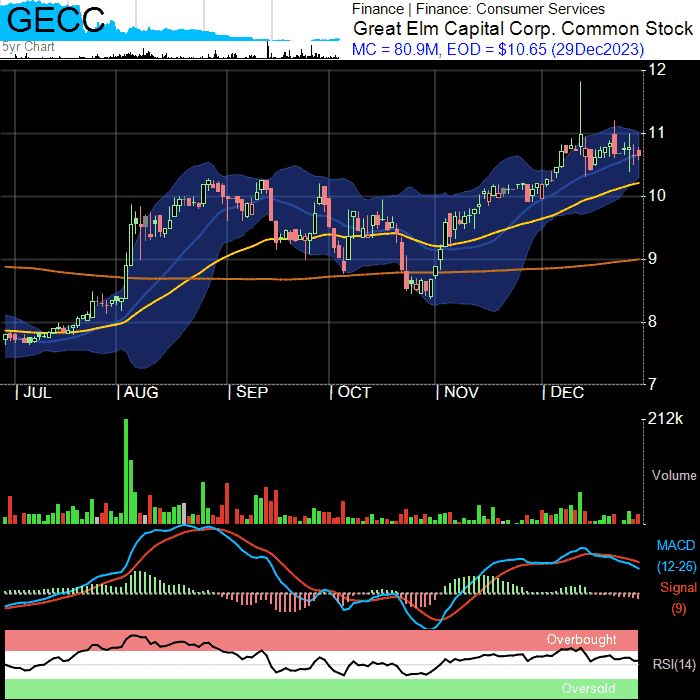 GECC
5yr Chart
Finance | Finance: Consumer Services
Great Elm Capital Corp. Common Stock
MC = 80.9M, EOD = $10.65 (29Dec2023)
12
11
10
9
8
7
| JUL | AUG | SEP | OCT | NOV | DEC
212k
Volume
MACD
(12-26)
Signal
(9)
Overbought
RSI(14)
Oversold